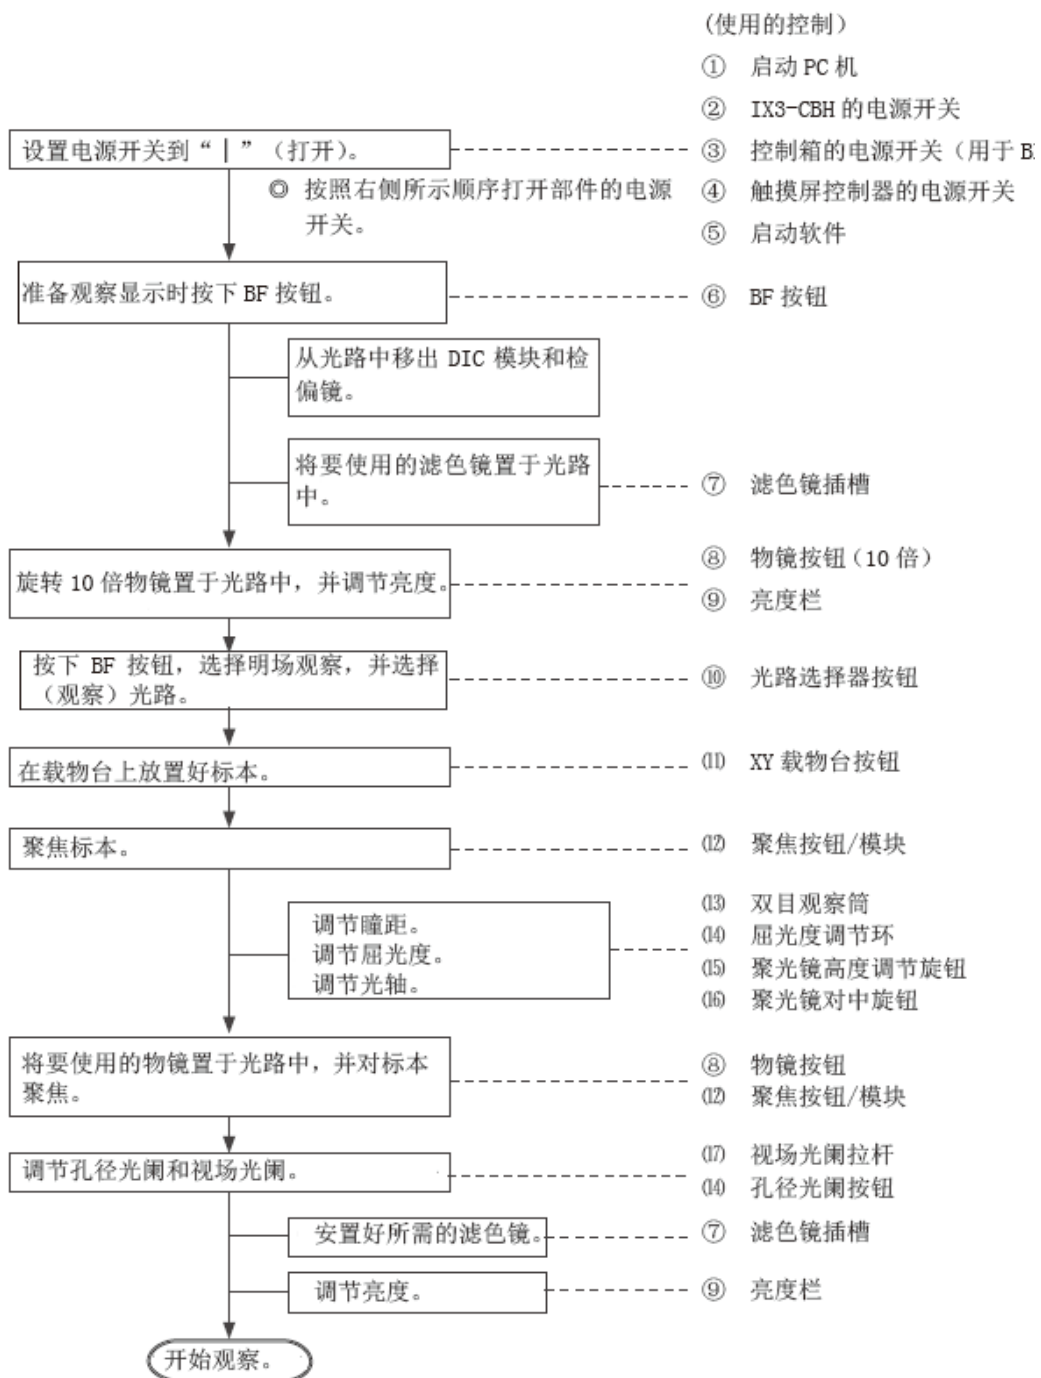 (使用的控制)
① 启动 PC 机
② IX3-CBH 的电源开关
设置电源开关到“|”（打开）。
③ 控制箱的电源开关（用于 B
◎ 按照右侧所示顺序打开部件的电源
开关。
④ 触摸屏控制器的电源开关
⑤ 启动软件
准备观察显示时按下 BF 按钮。
⑥ BF 按钮
从光路中移出 DIC 模块和检
偏镜。
将要使用的滤色镜置于光路
中。
⑦ 滤色镜插槽
旋转 10 倍物镜置于光路中，并调节亮度。
⑧ 物镜按钮（10 倍）
⑨ 亮度栏
按下 BF 按钮，选择明场观察，并选择
（观察）光路。
⑩ 光路选择器按钮
在载物台上放置好标本。
⑾ XY 载物台按钮
聚焦标本。
⑿ 聚焦按钮/模块
调节瞳距。
调节屈光度。
调节光轴。
⒀ 双目观察筒
⒁ 屈光度调节环
⒂ 聚光镜高度调节旋钮
⒃ 聚光镜对中旋钮
将要使用的物镜置于光路中，并对标本
聚焦。
⑧ 物镜按钮
⑿ 聚焦按钮/模块
调节孔径光阑和视场光阑。
⒄ 视场光阑拉杆
⒁ 孔径光阑按钮
安置好所需的滤色镜。
⑦ 滤色镜插槽
调节亮度。
⑨ 亮度栏
开始观察。